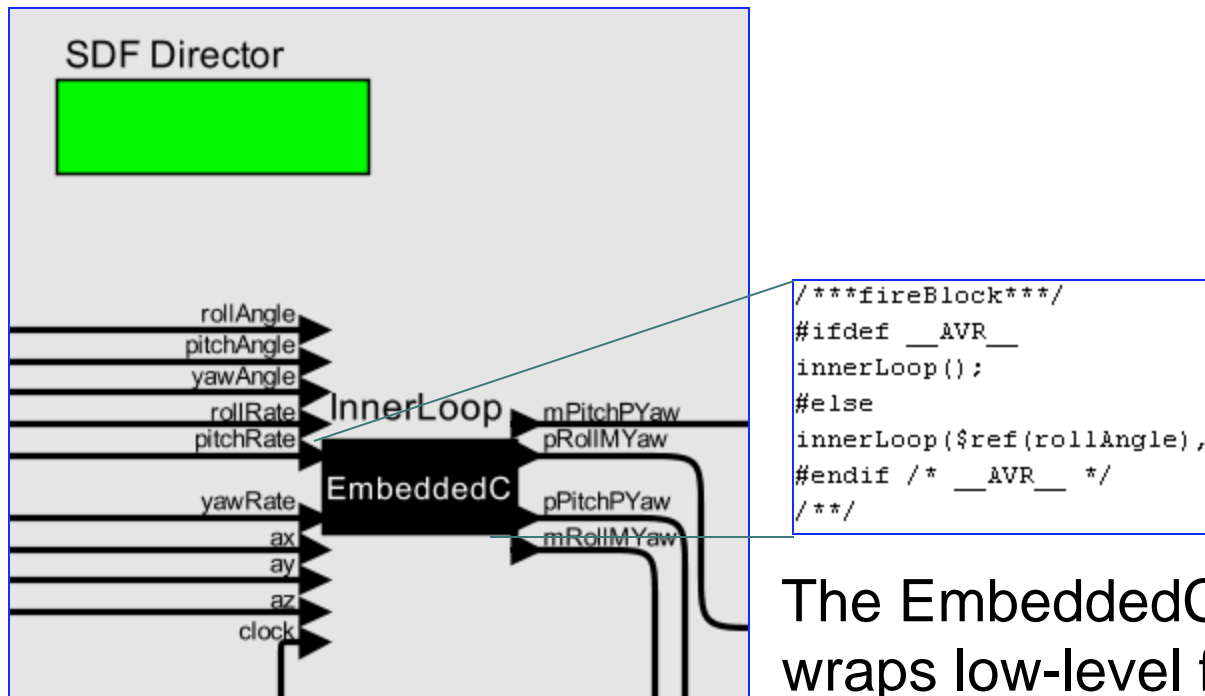 SDF Director
rollAngle
pitchAngle
yawAngle
rollRate
pitchRate
yawRate
ax
ay
az
clock
InnerLoop
EmbeddedC
mPitchPYaw
pRollMYaw
pPitchPYaw
mRollMYaw
/***fireBlock***/
#ifdef __AVR__
innerLoop();
#else
innerLoop($ref(rollAngle),
#endif /* __AVR__ */
/**/
The EmbeddedC
wraps low-level f